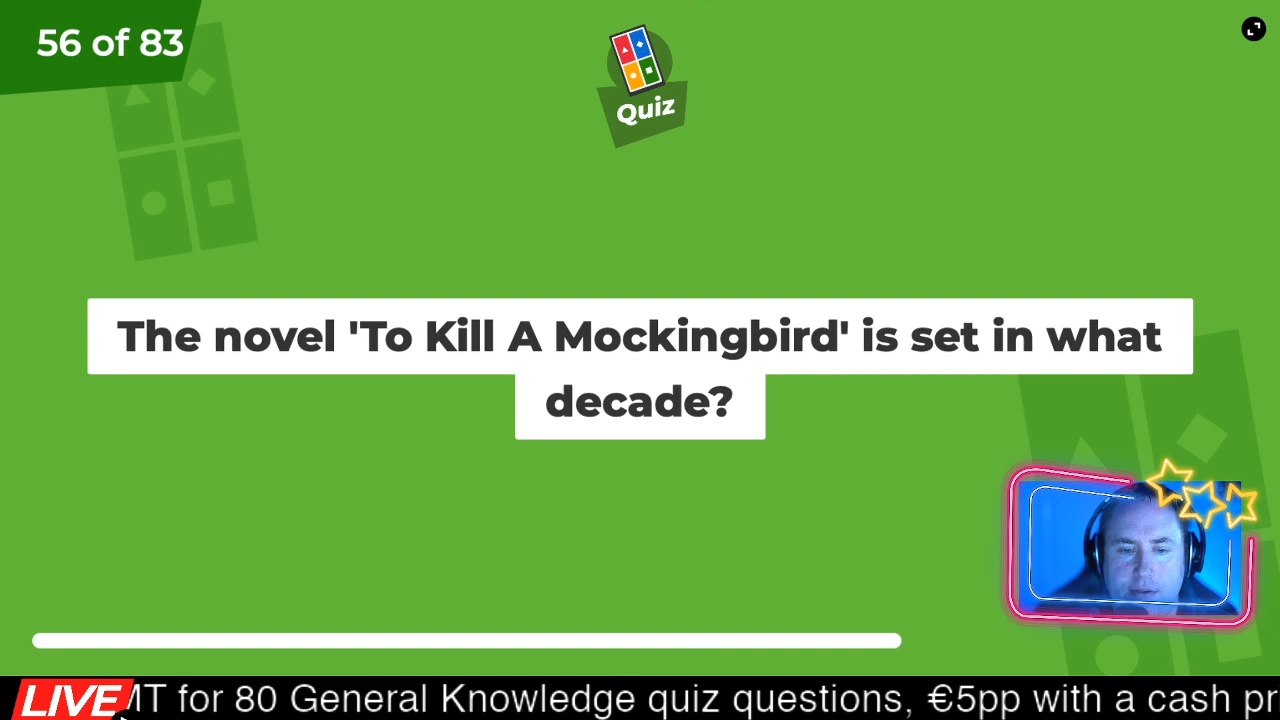 56 of 83
Quiz
The novel 'To Kill A Mockingbird' is set in what
decade?
LIVE
MT for 80 General Knowledge quiz questions, €5pp with a cash pr